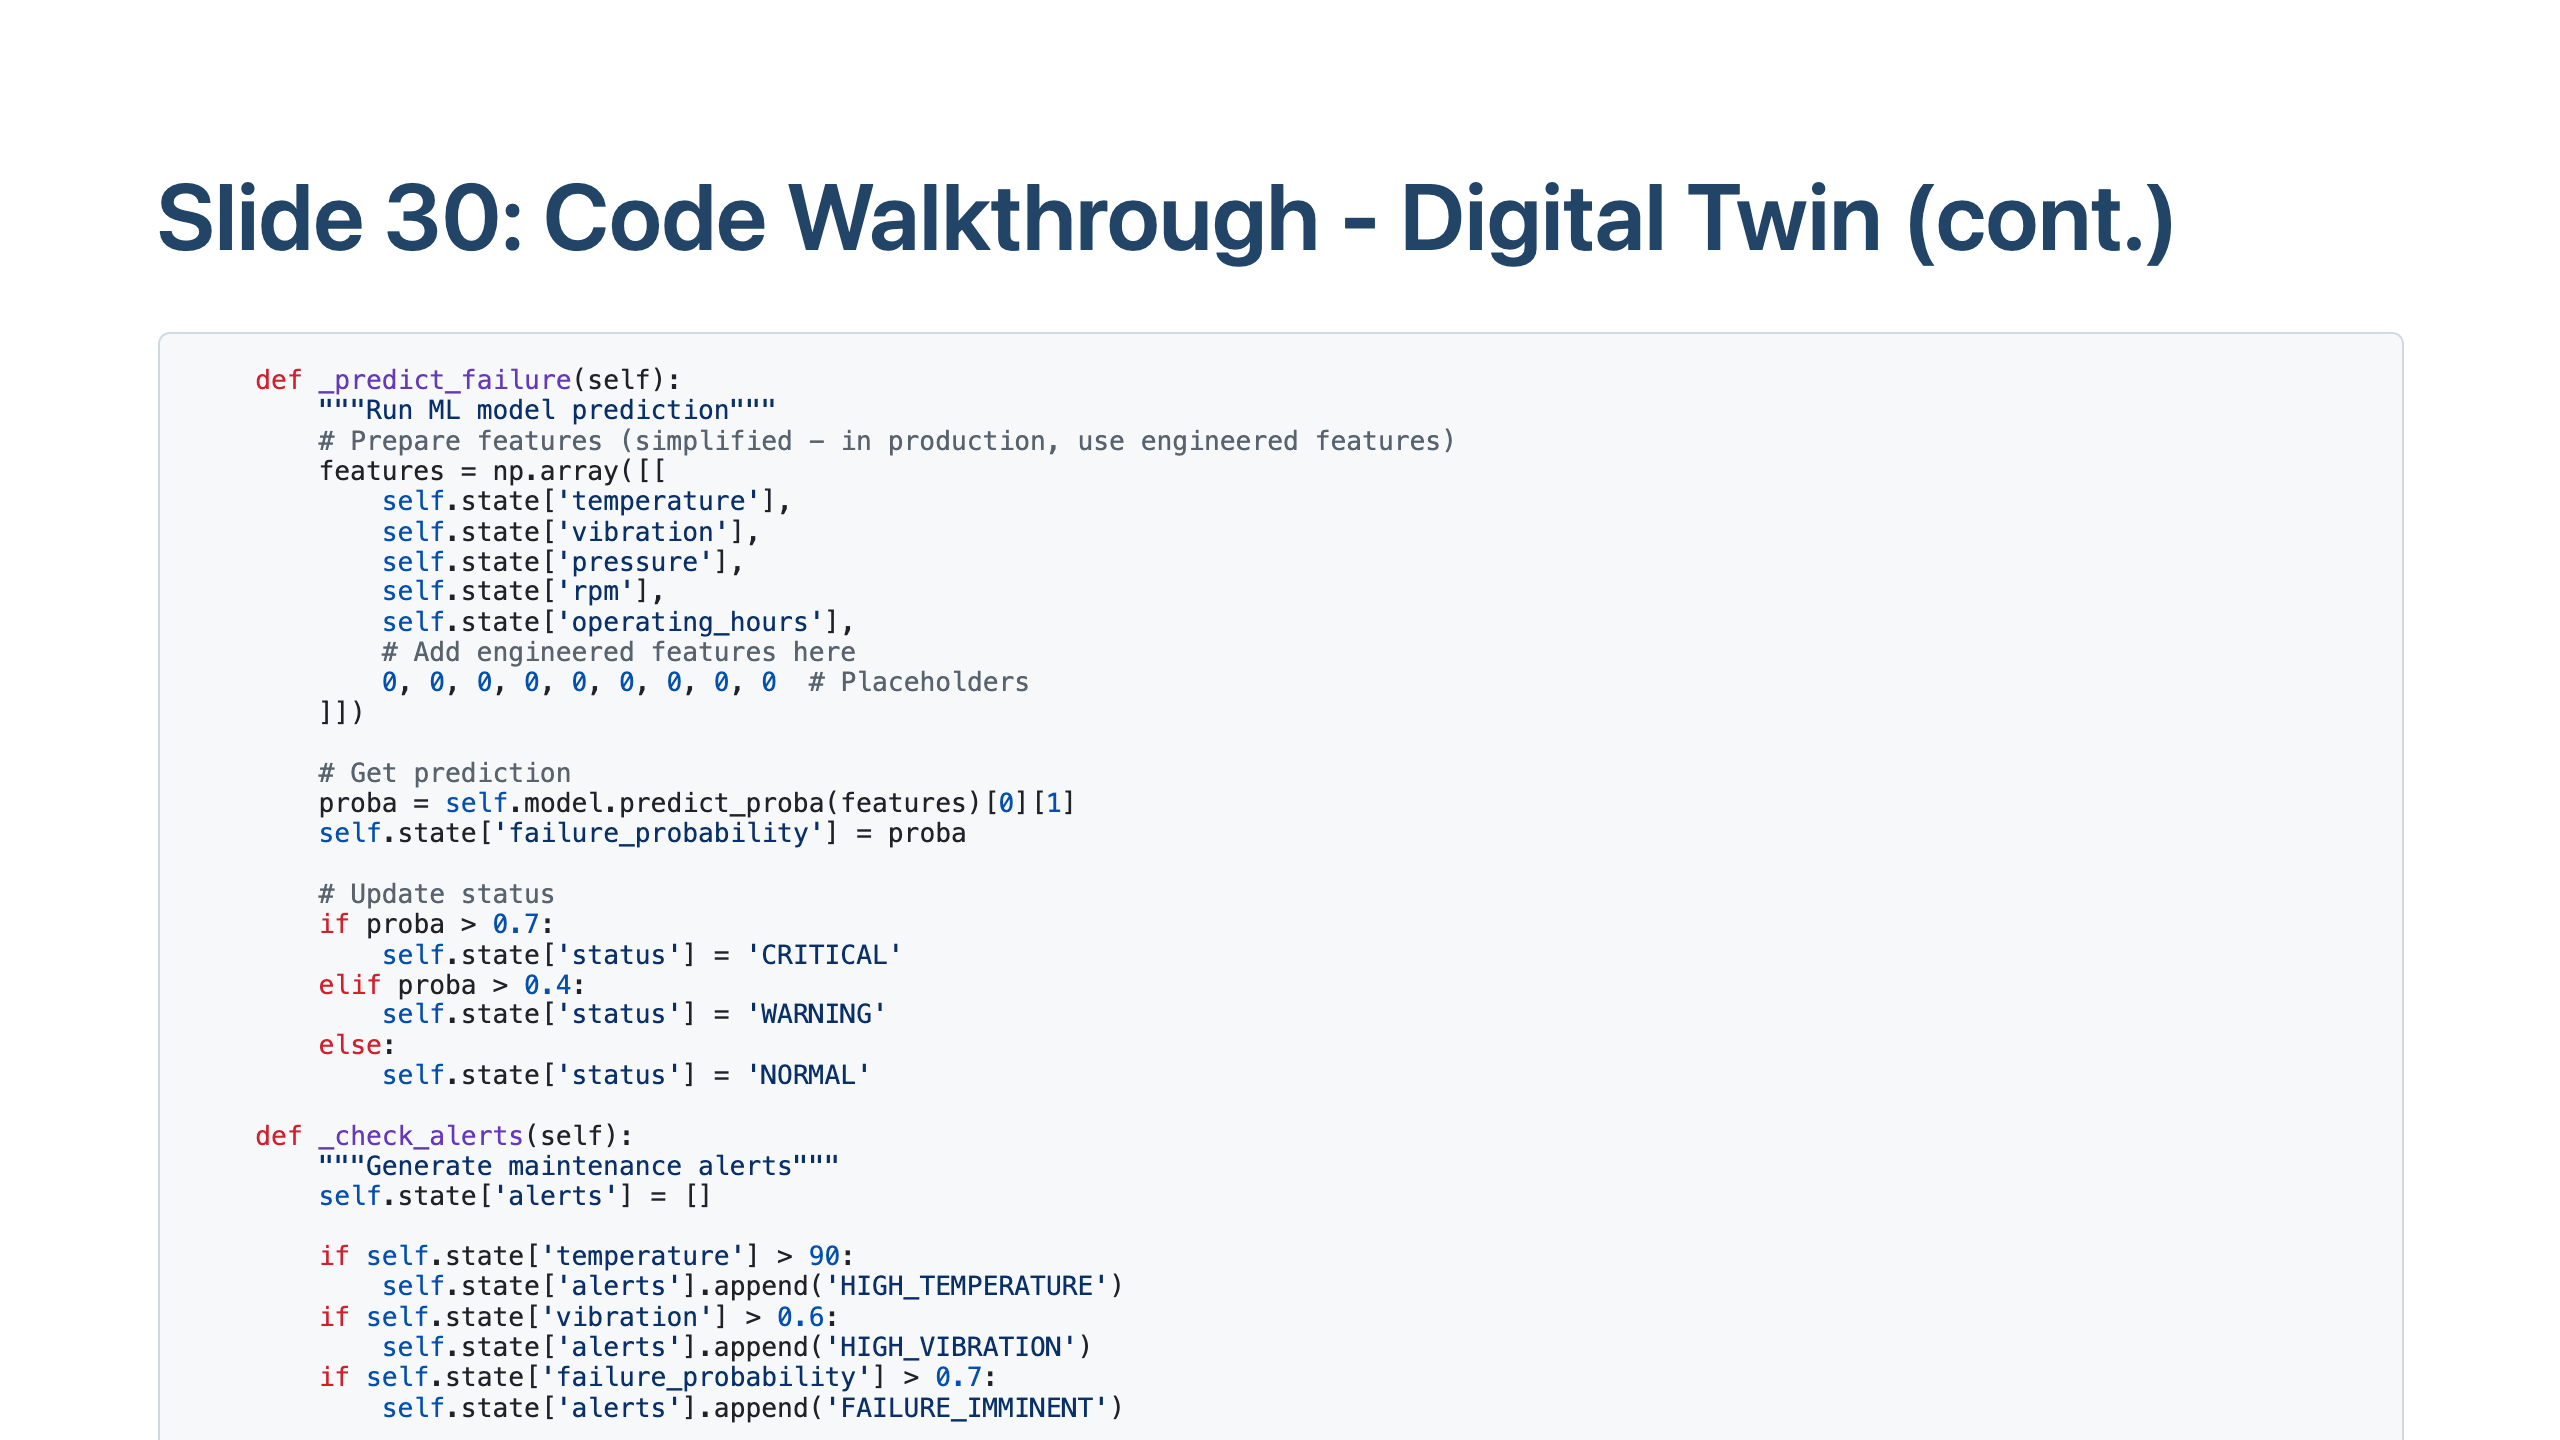 Slide 30: Code Walkthrough - Digital Twin (cont.)
    def _predict_failure(self):
        """Run ML model prediction"""
        # Prepare features (simplified – in production, use engineered features)
        features = np.array([[
            self.state['temperature'],
            self.state['vibration'],
            self.state['pressure'],
            self.state['rpm'],
            self.state['operating_hours'],
            # Add engineered features here
            0, 0, 0, 0, 0, 0, 0, 0, 0  # Placeholders
        ]])

        # Get prediction
        proba = self.model.predict_proba(features)[0][1]
        self.state['failure_probability'] = proba

        # Update status
        if proba > 0.7:
            self.state['status'] = 'CRITICAL'
        elif proba > 0.4:
            self.state['status'] = 'WARNING'
        else:
            self.state['status'] = 'NORMAL'

    def _check_alerts(self):
        """Generate maintenance alerts"""
        self.state['alerts'] = []

        if self.state['temperature'] > 90:
            self.state['alerts'].append('HIGH_TEMPERATURE')
        if self.state['vibration'] > 0.6:
            self.state['alerts'].append('HIGH_VIBRATION')
        if self.state['failure_probability'] > 0.7:
            self.state['alerts'].append('FAILURE_IMMINENT')